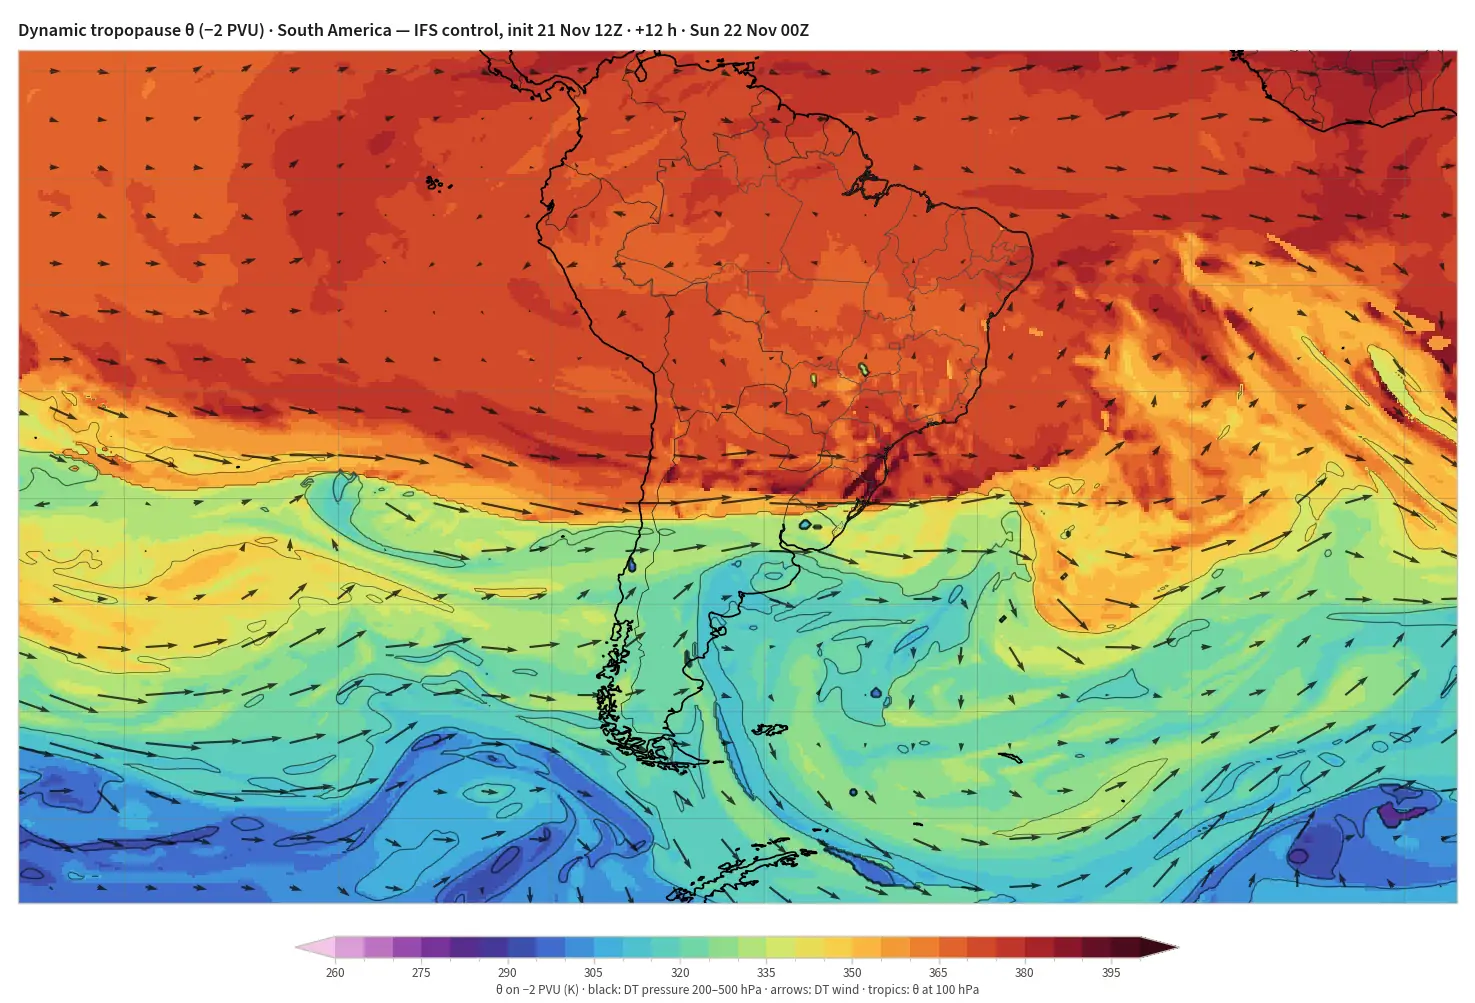 Dynamic tropopause θ (−2 PVU) · South America — IFS control, init 21 Nov 12Z · +12 h · Sun 22 Nov 00Z
260 275 290 305 320 335 350 365 380 395
θ on −2 PVU (K) · black: DT pressure 200–500 hPa · arrows: DT wind · tropics: θ at 100 hPa